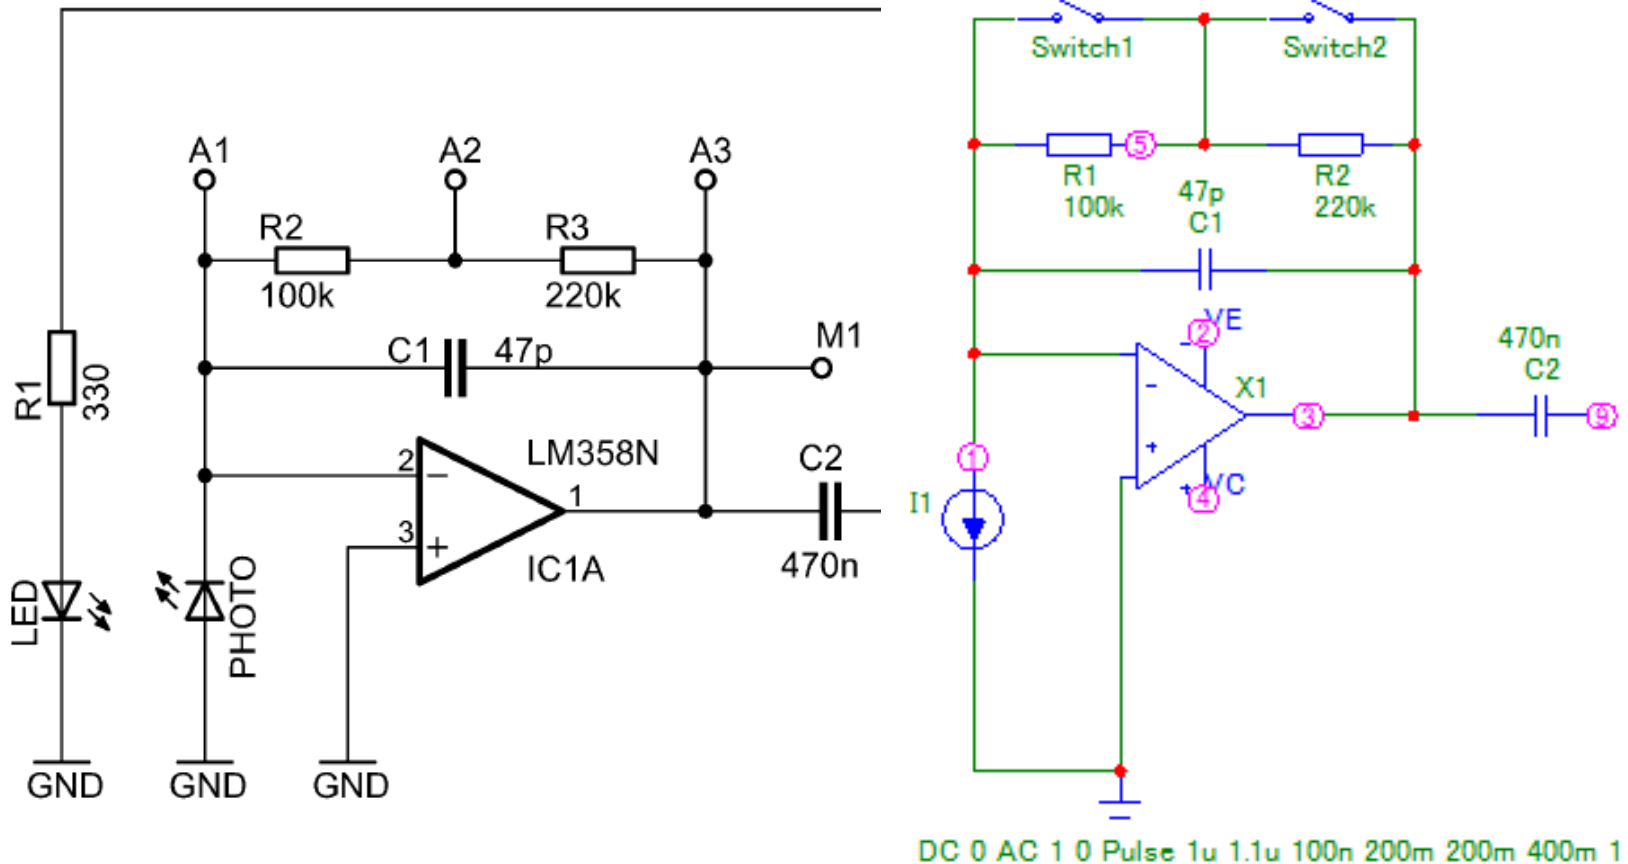 A1
A2
A3
R2
R3
100k
220k
M1
C1
47p
R1
330
LM358N
2
−
1
3
+
IC1A
C2
470n
LED
PHOTO
GND
GND
GND
Switch1
Switch2
5
R1
100k
R2
220k
47p
C1
VE
2
-
-
X1
+
3
+
VC
4
470n
C2
9
1
I1
DC 0 AC 1 0 Pulse 1u 1.1u 100n 200m 200m 400m 1